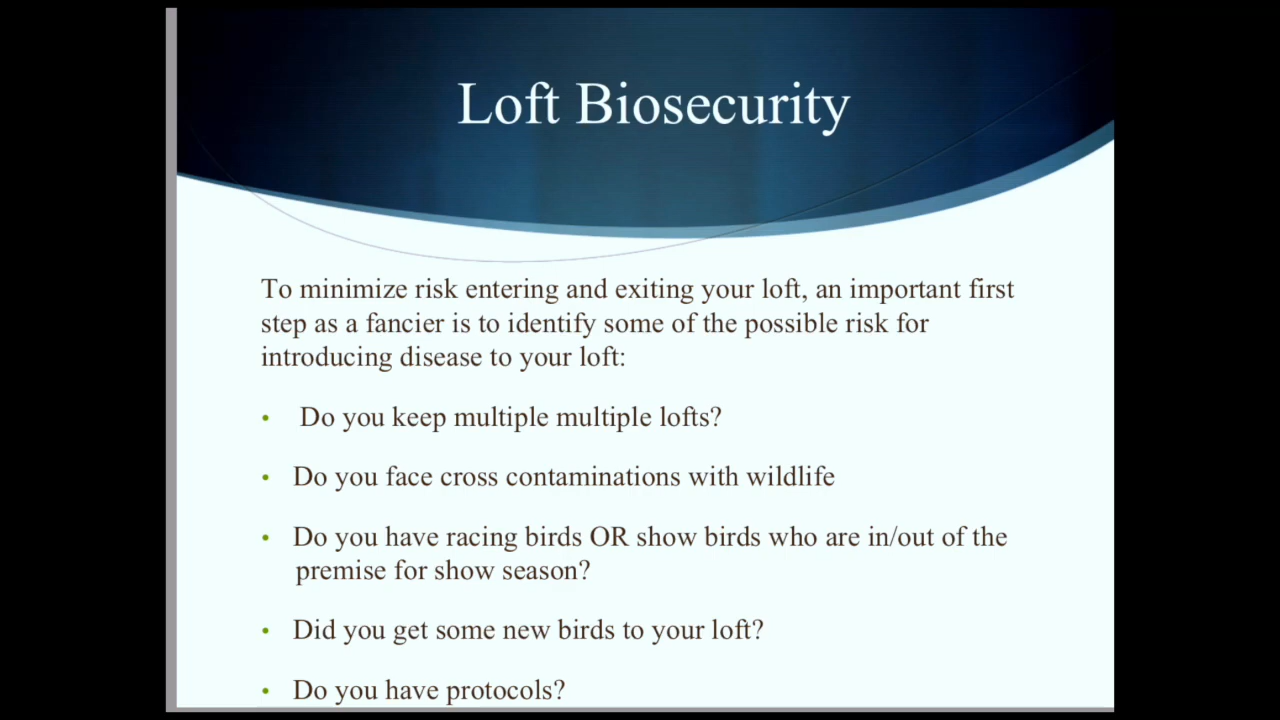 Loft Biosecurity
To minimize risk entering and exiting your loft, an important first
step as a fancier is to identify some of the possible risk for
introducing disease to your loft:
• Do you keep multiple multiple lofts?
• Do you face cross contaminations with wildlife
• Do you have racing birds OR show birds who are in/out of the
premise for show season?
• Did you get some new birds to your loft?
• Do you have protocols?